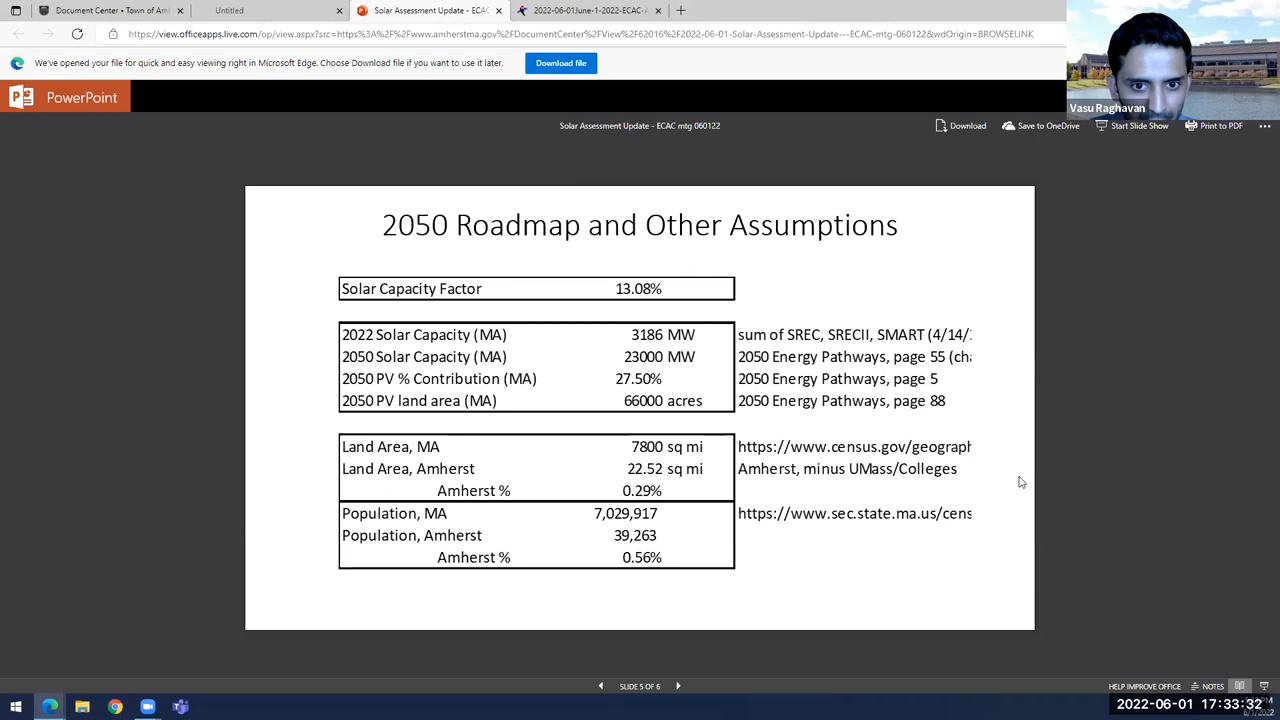 Document Center • Town of Am
Untitled
Solar Assessment Update - ECAC
2022-06-01June-1-2022-ECAC-A
https://view.officeapps.live.com/op/view.aspx?src=https%3A%2F%2Fwww.amherstma.gov%2FDocumentCenter%2FView%2F62016%2F2022-06-01-Solar-Assessment-Update---ECAC-mtg-060122&wdOrigin=BROWSELINK
We've opened your file for quick and easy viewing right in Microsoft Edge. Choose Download file if you want to use it later.
Download file
Vasu Raghavan
PowerPoint
Solar Assessment Update - ECAC mtg 060122
Download
Save to OneDrive
Start Slide Show
Print to PDF
2050 Roadmap and Other Assumptions
Solar Capacity Factor 13.08%
2022 Solar Capacity (MA) 3186 MW sum of SREC, SRECII, SMART (4/14/
2050 Solar Capacity (MA) 23000 MW 2050 Energy Pathways, page 55 (cha
2050 PV % Contribution (MA) 27.50% 2050 Energy Pathways, page 5
2050 PV land area (MA) 66000 acres 2050 Energy Pathways, page 88
Land Area, MA 7800 sq mi https://www.census.gov/geograph
Land Area, Amherst 22.52 sq mi Amherst, minus UMass/Colleges
Amherst % 0.29%
Population, MA 7,029,917 https://www.sec.state.ma.us/cens
Population, Amherst 39,263
Amherst % 0.56%
SLIDE 5 OF 6
HELP IMPROVE OFFICE
NOTES
2022-06-01 17:33:32